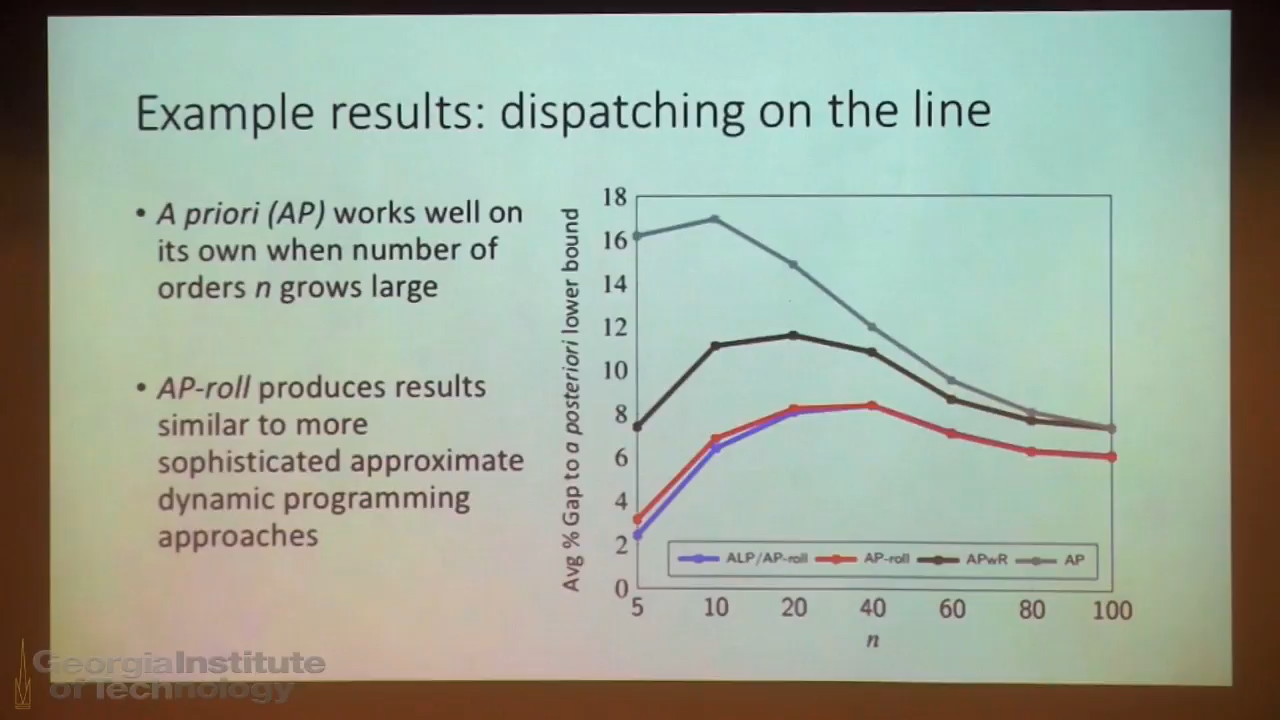 Example results: dispatching on the line
• A priori (AP) works well on
its own when number of
orders n grows large
• AP-roll produces results
similar to more
sophisticated approximate
dynamic programming
approaches
Avg % Gap to a posteriori lower bound
18
16
14
12
10
8
6
4
2
0
ALP/AP-roll AP-roll APwR AP
5 10 20 40 60 80 100
n
Georgia Institute
of Technology